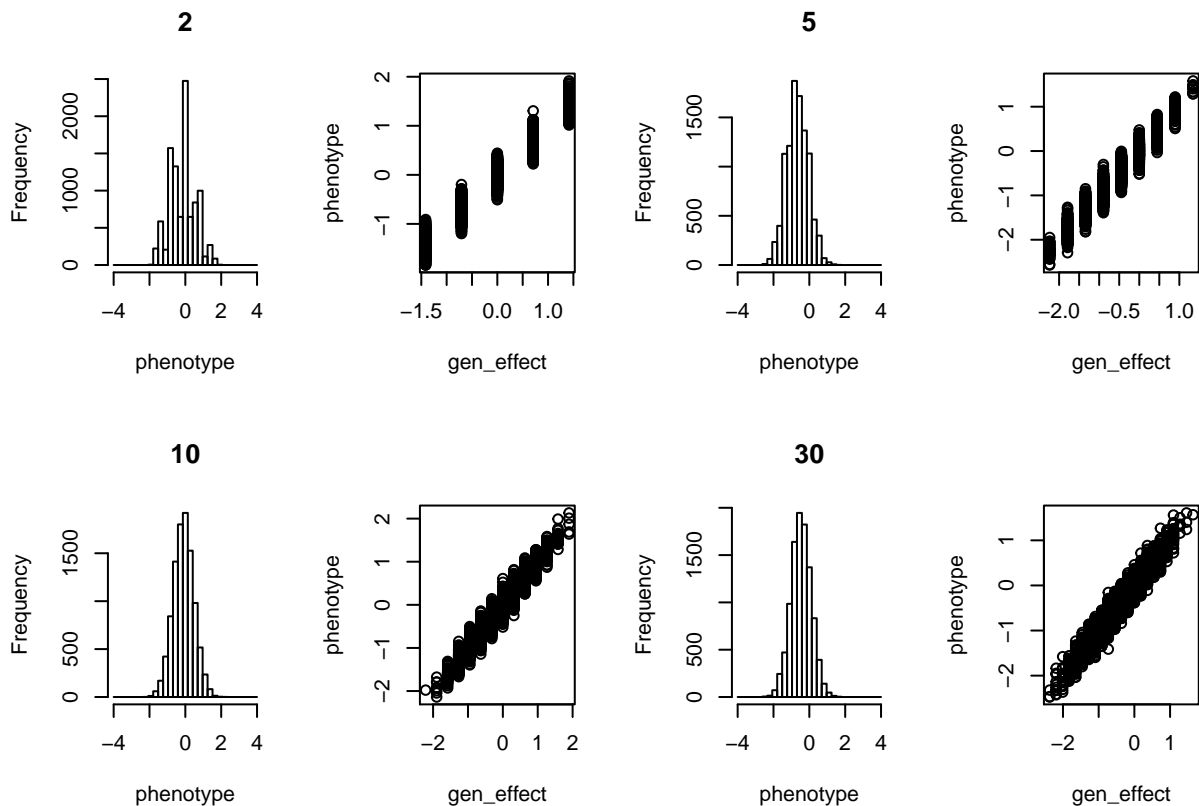 2
Frequency
0 1000 2000
−4 −2 0 2 4
phenotype
phenotype
−1 0 1 2
−1.5 0.0 1.0
gen_effect
5
Frequency
0 500 1500
−4 0 2 4
phenotype
phenotype
−2 −1 0 1
−2.0 −0.5 1.0
gen_effect
10
Frequency
0 500 1500
−4 0 2 4
phenotype
phenotype
−2 −1 0 1 2
−2 0 1 2
gen_effect
30
Frequency
0 500 1500
−4 0 2 4
phenotype
phenotype
−2 −1 0 1
−2 0 1
gen_effect